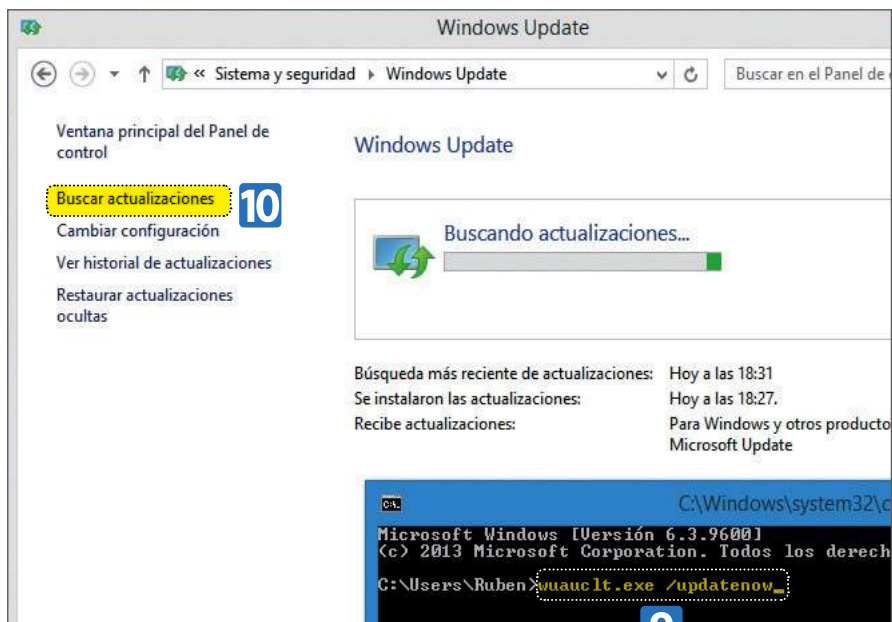 Windows Update
« Sistema y seguridad Windows Update
Buscar en el Panel de
Ventana principal del Panel de
control
Buscar actualizaciones
10
Cambiar configuración
Ver historial de actualizaciones
Restaurar actualizaciones
ocultas
Windows Update
Buscando actualizaciones...
Búsqueda más reciente de actualizaciones: Hoy a las 18:31
Se instalaron las actualizaciones: Hoy a las 18:27.
Recibe actualizaciones: Para Windows y otros producto
Microsoft Update
C:\Windows\system32\c
Microsoft Windows [Versión 6.3.9600]
(c) 2013 Microsoft Corporation. Todos los derech
C:\Users\Ruben>wuauclt.exe /updatenow_